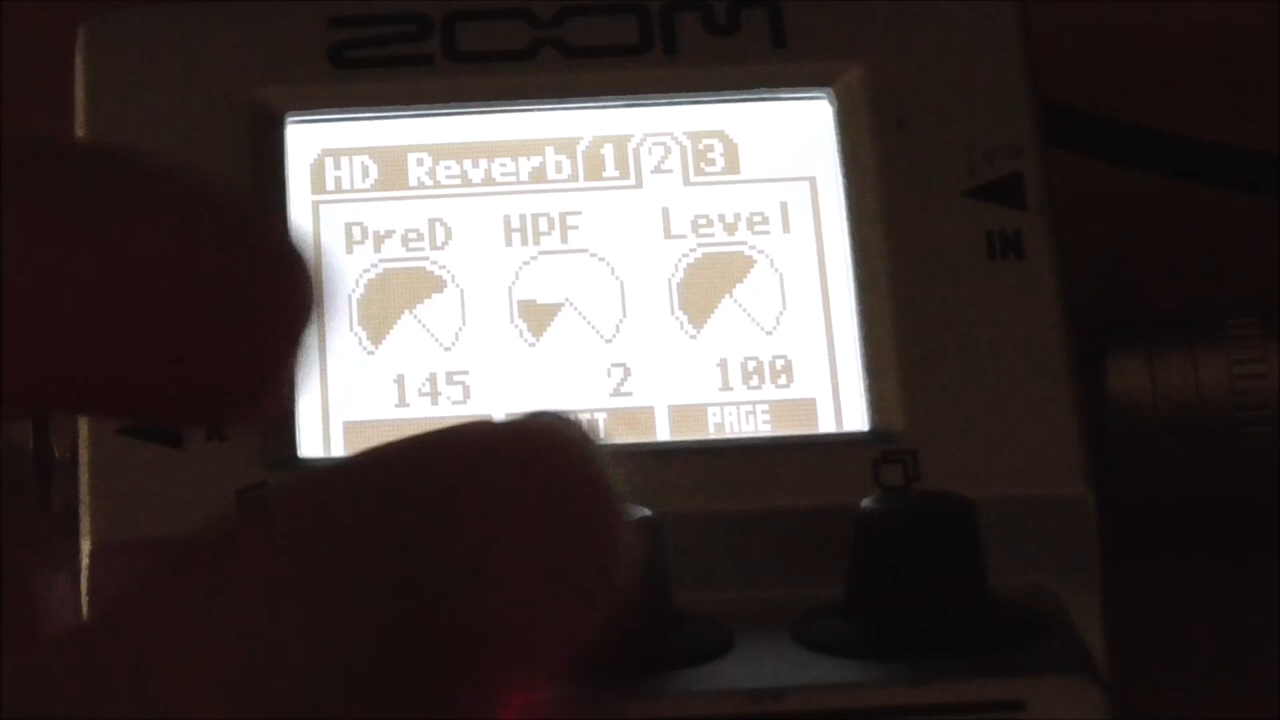 ZOOM
HD Reverb 1 2 3
PreD HPF Level
145 2 100
PAGE
IN